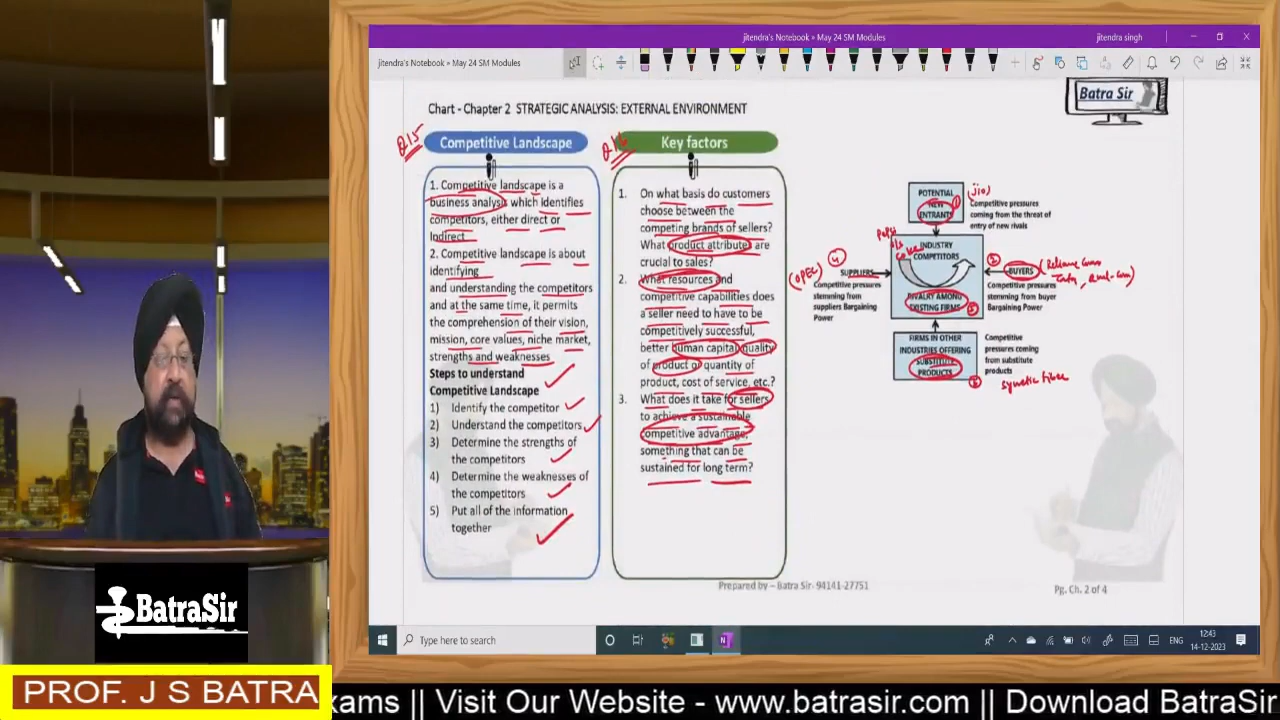 jitendra's Notebook » May 24 SM Modules
jitendra singh
jitendra's Notebook » May 24 SM Modules
Batra Sir
Chart - Chapter 2 STRATEGIC ANALYSIS: EXTERNAL ENVIRONMENT
Q15
Competitive Landscape
1. Competitive landscape is a
business analysis which identifies
competitors, either direct or
Indirect
2. Competitive landscape is about
identifying
and understanding the competitors
and at the same time, it permits
the comprehension of their vision,
mission, core values, niche market,
strengths and weaknesses
Steps to understand
Competitive Landscape
1) Identify the competitor
2) Understand the competitors
3) Determine the strengths of
the competitors
4) Determine the weaknesses of
the competitors
5) Put all of the information
together
Q16
Key factors
1. On what basis do customers
choose between the
competing brands of sellers?
What product attribute are
crucial to sales?
2. What resources and
competitive capabilities does
a seller need to have to be
competitively successful,
better human capital quality
of product o quantity of
product, cost of service, etc.?
3. What does it take for sellers
to achieve a sustainable
competitive advantage,
something that can be
sustained for long term?
POTENTIAL
NEW
ENTRANTS
(jio)
Competitive pressures
coming from the threat of
entry of new rivals
INDUSTRY
COMPETITORS
RIVALRY AMONG
EXISTING FIRMS
(OPEC)
SUPPLIERS
Competitive pressures
stemming from
suppliers Bargaining
Power
BUYERS
Competitive pressures
stemming from buyer
Bargaining Power
FIRMS IN OTHER
INDUSTRIES OFFERING
SUBSTITUTE
PRODUCTS
Competitive
pressures coming
from substitute
products
Prepared by – Batra Sir- 94141-27751
Pg. Ch. 2 of 4
Type here to search
ENG
12:43
14-12-2023
BatraSir
PROF. J S BATRA
xams || Visit Our Website - www.batrasir.com || Download BatraSir